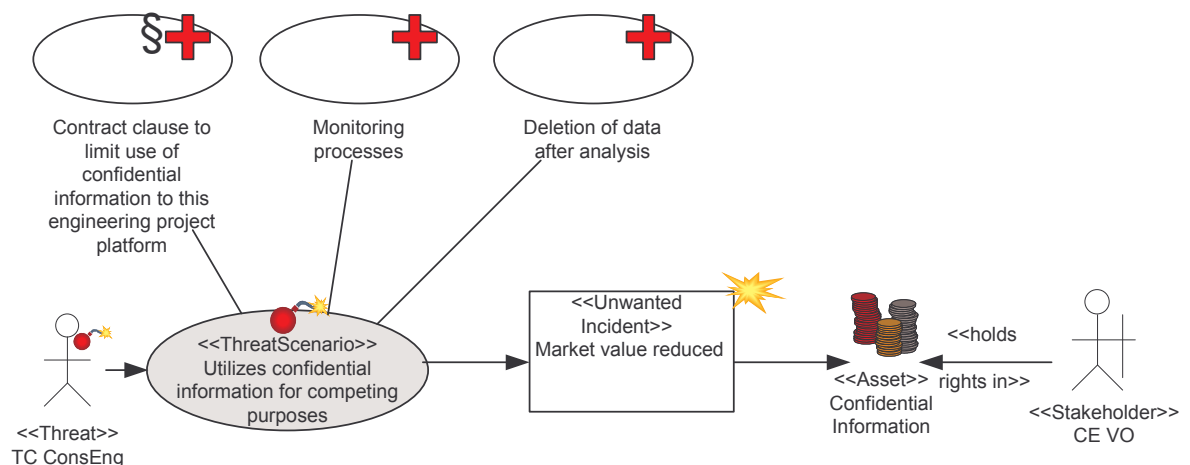 §
Contract clause to
limit use of
confidential
information to this
engineering project
platform
Monitoring
processes
Deletion of data
after analysis
<<Threat>>
TC ConsEng
<<ThreatScenario>>
Utilizes confidential
information for competing
purposes
<<Unwanted
Incident>>
Market value reduced
<<Asset>>
Confidential
Information
<<holds
rights in>>
<<Stakeholder>>
CE VO